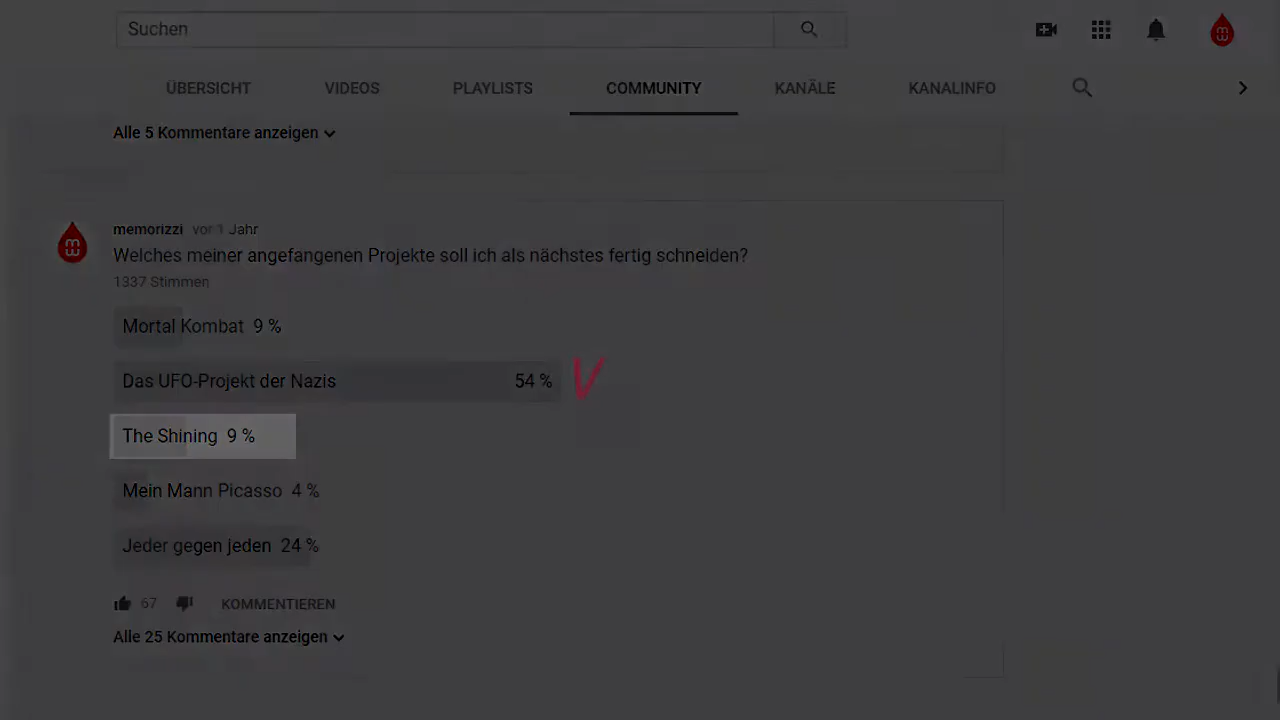 Suchen
ÜBERSICHT VIDEOS PLAYLISTS COMMUNITY KANÄLE KANALINFO
Alle 5 Kommentare anzeigen
memorizzi vor 1 Jahr
Welches meiner angefangenen Projekte soll ich als nächstes fertig schneiden?
1337 Stimmen
Mortal Kombat 9 %
Das UFO-Projekt der Nazis 54 %
The Shining 9 %
Mein Mann Picasso 4 %
Jeder gegen jeden 24 %
67 KOMMENTIEREN
Alle 25 Kommentare anzeigen